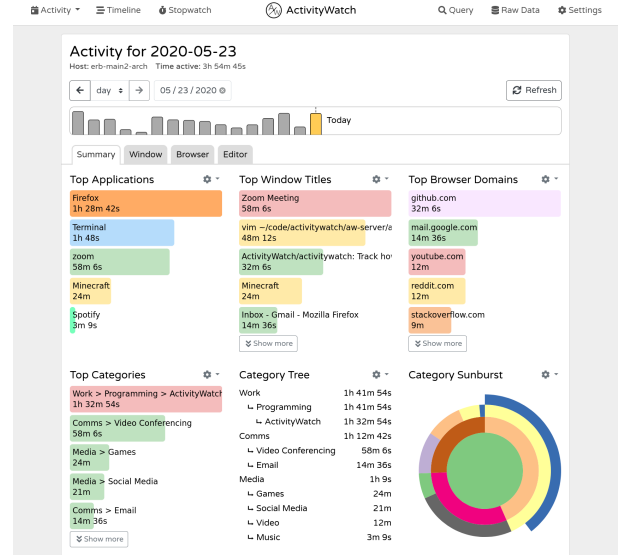 Activity Timeline Stopwatch ActivityWatch Query Raw Data Settings
Activity for 2020-05-23
Host: erb-main2-arch Time active: 3h 54m 45s
day 05 / 23 / 2020 Refresh
Today
Summary Window Browser Editor
Top Applications
Firefox
1h 28m 42s
Terminal
1h 48s
zoom
58m 6s
Minecraft
24m
Spotify
3m 9s
Top Window Titles
Zoom Meeting
58m 6s
vim ~/code/activitywatch/aw-server/a
48m 12s
ActivityWatch/activitywatch: Track ho
32m 6s
Minecraft
24m
Inbox - Gmail - Mozilla Firefox
14m 36s
Show more
Top Browser Domains
github.com
32m 6s
mail.google.com
14m 36s
youtube.com
12m
reddit.com
12m
stackoverflow.com
9m
Show more
Top Categories
Work > Programming > ActivityWatch
1h 32m 54s
Comms > Video Conferencing
58m 6s
Media > Games
24m
Media > Social Media
21m
Comms > Email
14m 36s
Show more
Category Tree
Work 1h 41m 54s
↳ Programming 1h 41m 54s
↳ ActivityWatch 1h 32m 54s
Comms 1h 12m 42s
↳ Video Conferencing 58m 6s
↳ Email 14m 36s
Media 1h 9s
↳ Games 24m
↳ Social Media 21m
↳ Video 12m
↳ Music 3m 9s
Category Sunburst